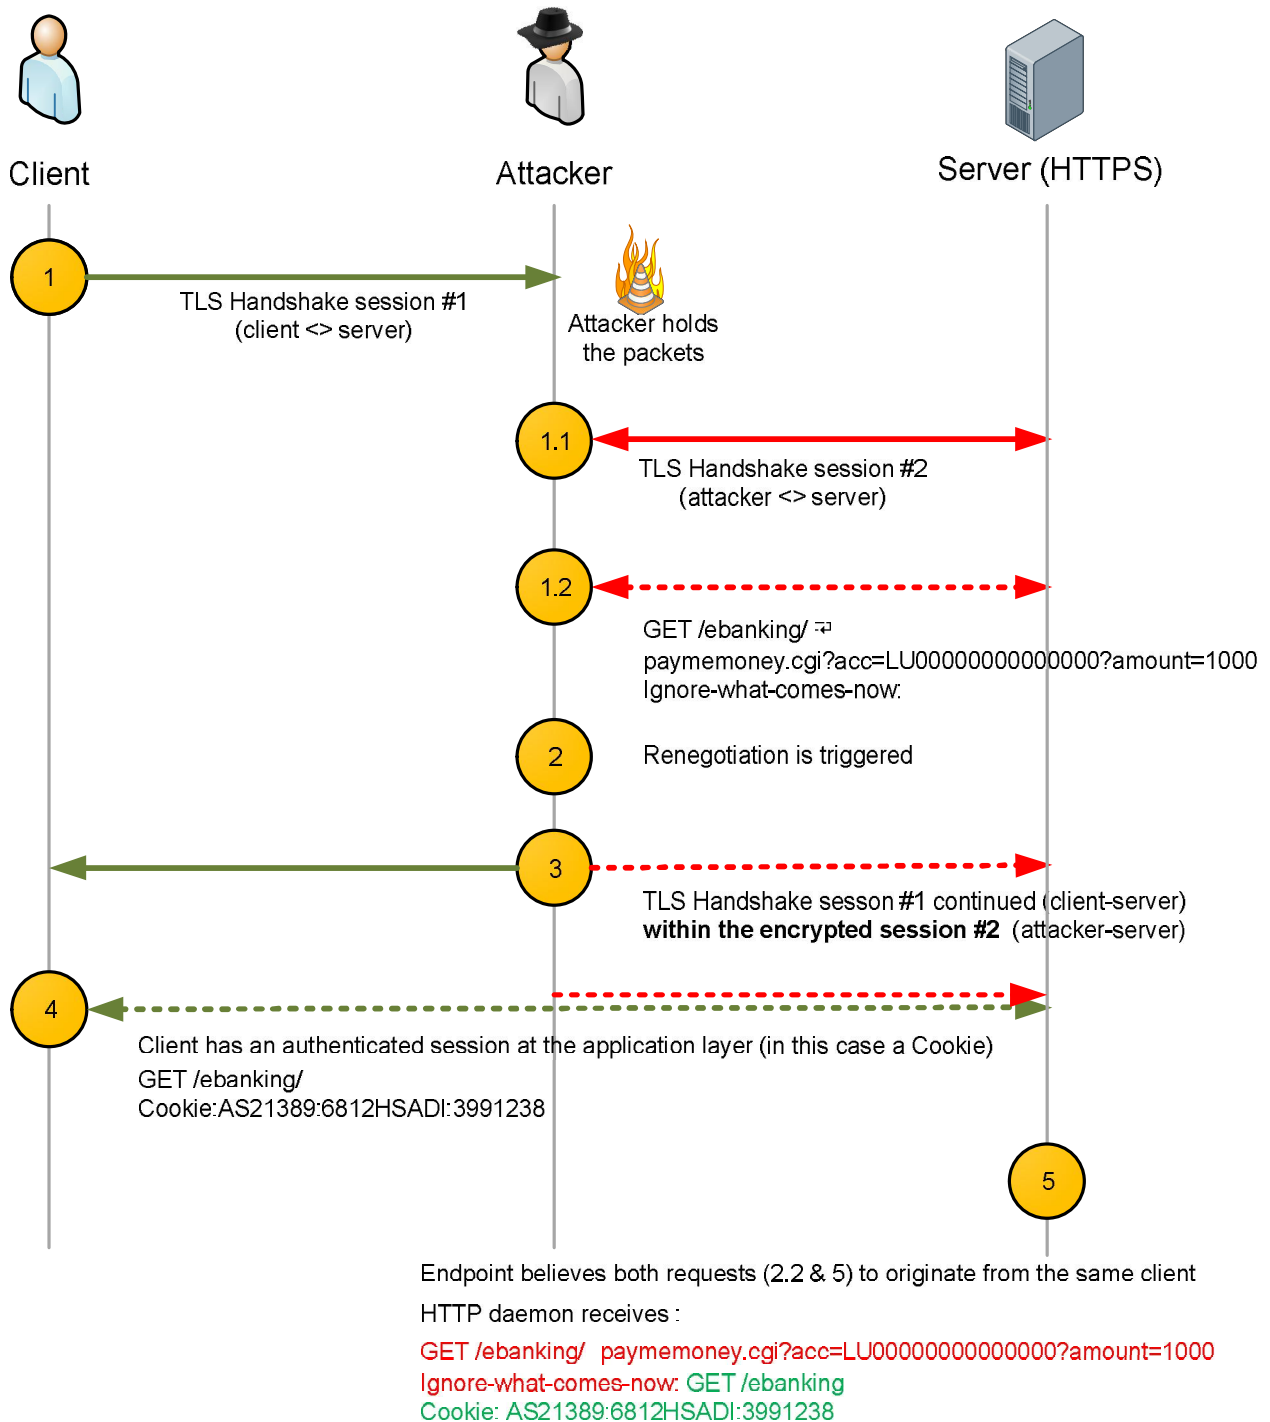 Client
Attacker
Server (HTTPS)
1
TLS Handshake session #1
(client <> server)
Attacker holds
the packets
1.1
TLS Handshake session #2
(attacker <> server)
1.2
GET /ebanking/
paymemoney.cgi?acc=LU00000000000000?amount=1000
Ignore-what-comes-now:
2
Renegotiation is triggered
3
TLS Handshake sesson #1 continued (client-server)
within the encrypted session #2 (attacker-server)
4
Client has an authenticated session at the application layer (in this case a Cookie)
GET /ebanking/
Cookie:AS21389:6812HSADI:3991238
5
Endpoint believes both requests (2.2 & 5) to originate from the same client
HTTP daemon receives :
GET /ebanking/ paymemoney.cgi?acc=LU00000000000000?amount=1000
Ignore-what-comes-now: GET /ebanking
Cookie: AS21389:6812HSADI:3991238